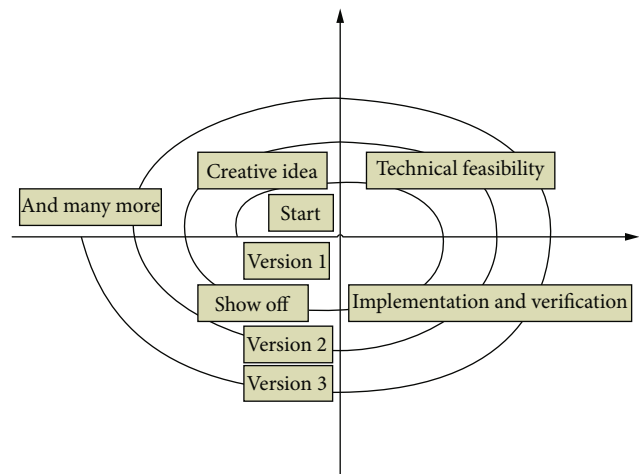 Creative idea
Technical feasibility
And many more
Start
Version 1
Show off
Implementation and verification
Version 2
Version 3